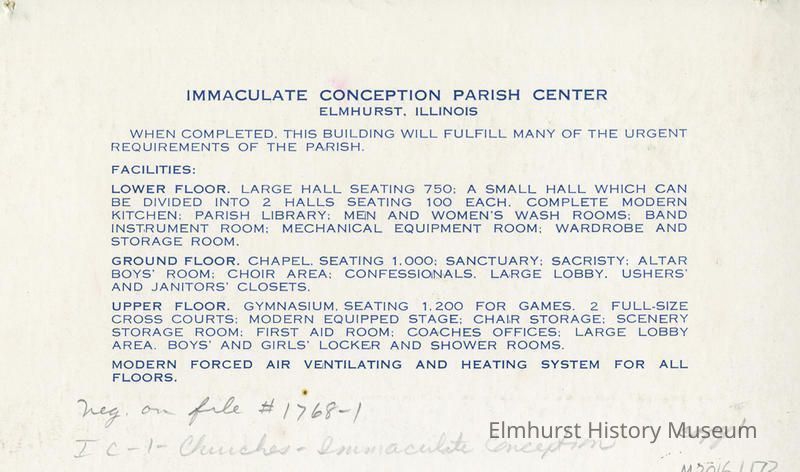 IMMACULATE CONCEPTION PARISH CENTER
ELMHURST, ILLINOIS
WHEN COMPLETED, THIS BUILDING WILL FULFILL MANY OF THE URGENT
REQUIREMENTS OF THE PARISH.
FACILITIES:
LOWER FLOOR. LARGE HALL SEATING 750; A SMALL HALL WHICH CAN
BE DIVIDED INTO 2 HALLS SEATING 100 EACH. COMPLETE MODERN
KITCHEN; PARISH LIBRARY; MEN AND WOMEN'S WASH ROOMS; BAND
INSTRUMENT ROOM; MECHANICAL EQUIPMENT ROOM; WARDROBE AND
STORAGE ROOM.
GROUND FLOOR. CHAPEL, SEATING 1,000; SANCTUARY; SACRISTY; ALTAR
BOYS' ROOM; CHOIR AREA; CONFESSIONALS. LARGE LOBBY. USHERS'
AND JANITORS' CLOSETS.
UPPER FLOOR. GYMNASIUM, SEATING 1,200 FOR GAMES. 2 FULL-SIZE
CROSS COURTS; MODERN EQUIPPED STAGE; CHAIR STORAGE; SCENERY
STORAGE ROOM; FIRST AID ROOM; COACHES OFFICES; LARGE LOBBY
AREA. BOYS' AND GIRLS' LOCKER AND SHOWER ROOMS.
MODERN FORCED AIR VENTILATING AND HEATING SYSTEM FOR ALL
FLOORS.
Neg. on file #1768-1
Elmhurst History Museum
I C-1- Churches - Immaculate Conception